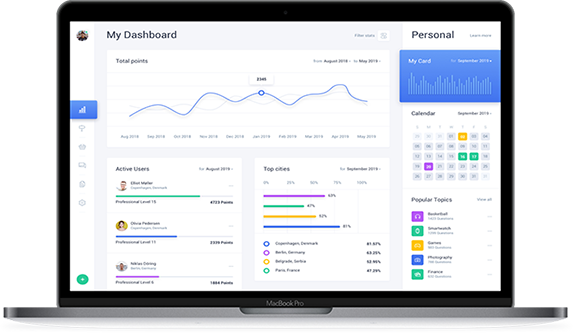 My Dashboard
Filter stats
Total points
from August 2018 to May 2019
2345
Aug 2018 Sep 2018 Oct 2018 Nov 2018 Dec 2018 Jan 2019 Feb 2019 Mar 2019 Apr 2019 May 2019
Active Users
for August 2019
Elliot Waller
Copenhagen, Denmark
Professional Level 15
4723 Points
Olivia Pedersen
Copenhagen, Denmark
Professional Level 10
2339 Points
Niklas Dining
Berlin, Germany
Professional Level 6
1884 Points
Top cities
for September 2019
0% 25% 50% 75% 100%
63%
47%
52%
81%
Copenhagen, Denmark 81.57%
Berlin, Germany 63.25%
Belgrade, Serbia 52.95%
Paris, France 47.25%
Personal
Learn more
My Card
for September 2019
Calendar
September 2019
Popular Topics
View all
Basketball
Smartwatch
Games
Photography
Finance
MacBook Pro